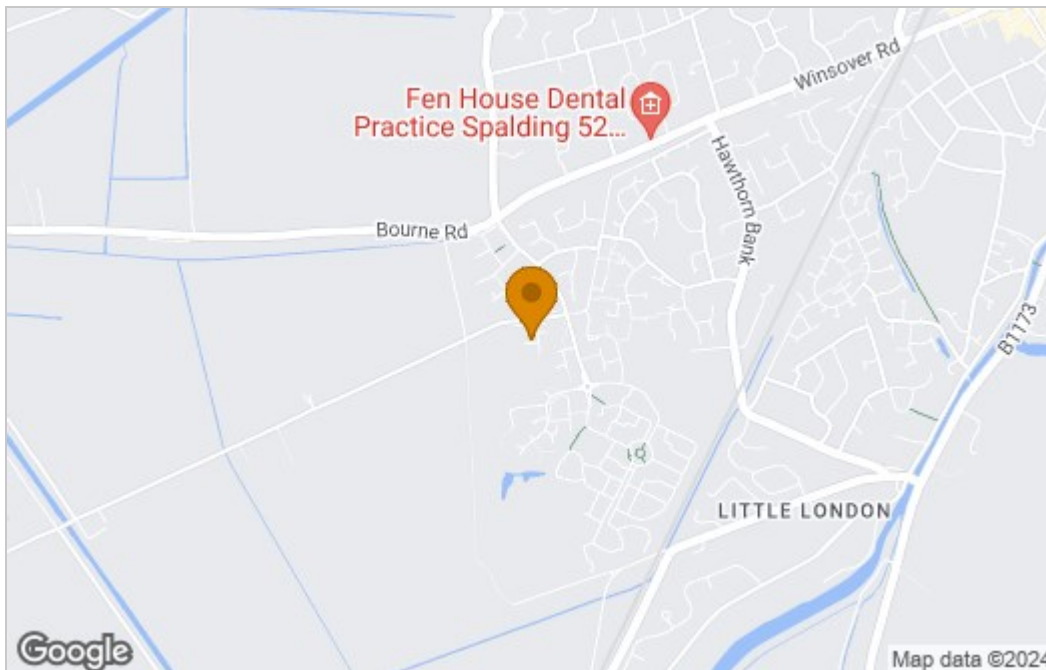 Winsover Rd
Fen House Dental
Practice Spalding 52...
Hawthorn Bank
Bourne Rd
B1173
LITTLE LONDON
Google
Map data ©2024